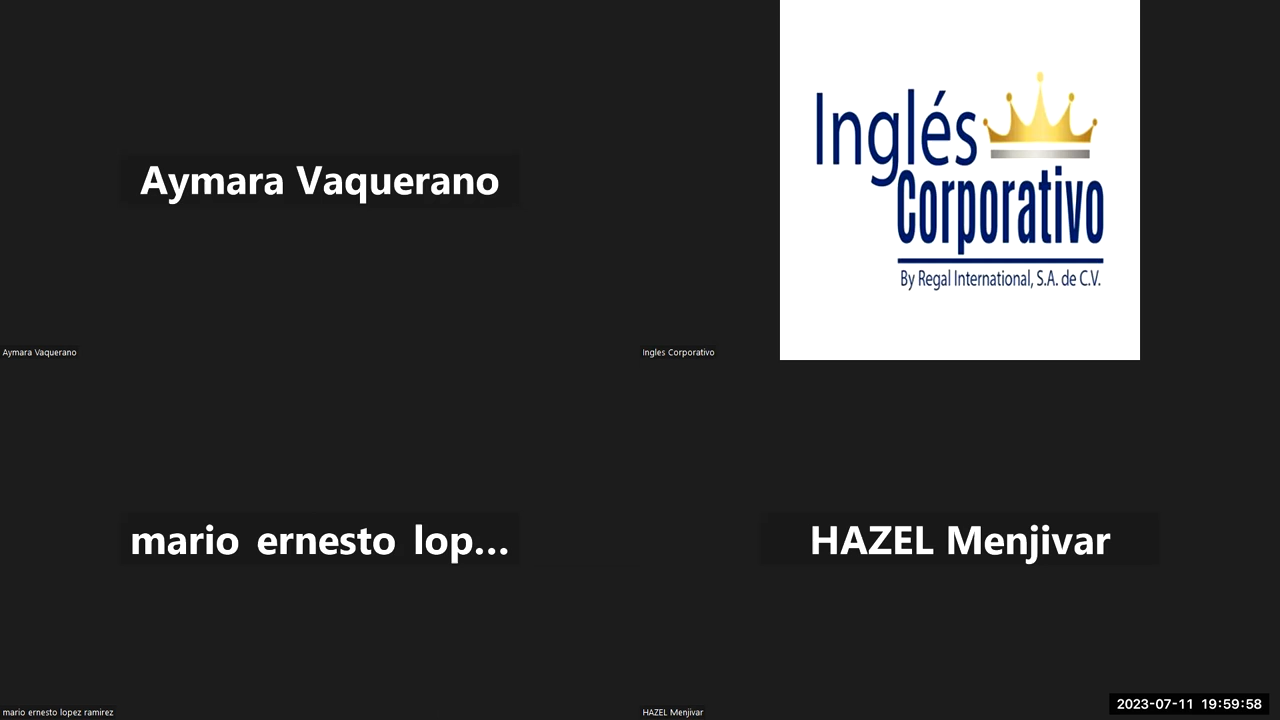 Aymara Vaquerano
Aymara Vaquerano
Inglés
Corporativo
By Regal International, S.A. de C.V.
Ingles Corporativo
mario ernesto lop...
mario ernesto lopez ramirez
HAZEL Menjivar
HAZEL Menjivar
2023-07-11 19:59:58